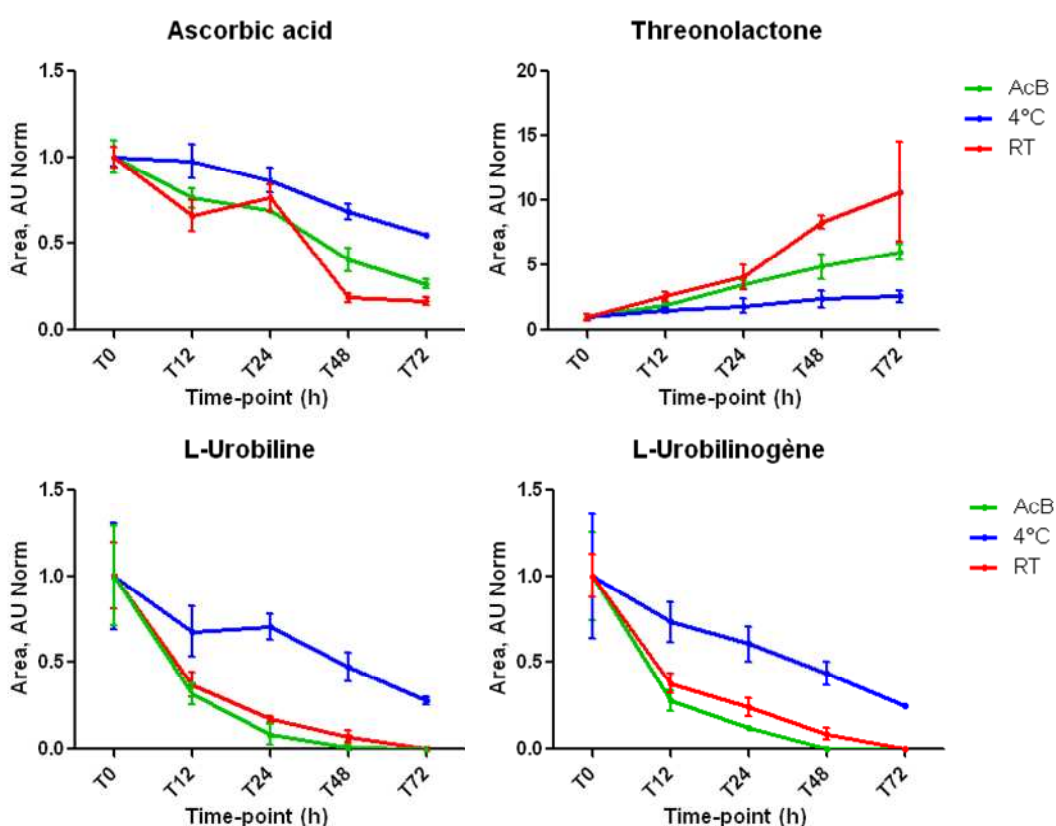 Ascorbic acid
Area, AU Norm
1.5
1.0
0.5
0.0
T0
T12
T24
T48
T72
Time-point (h)
Threonolactone
Area, AU Norm
20
15
10
5
0
T0
T12
T24
T48
T72
Time-point (h)
AcB
4°C
RT
L-Urobiline
Area, AU Norm
1.5
1.0
0.5
0.0
T0
T12
T24
T48
T72
Time-point (h)
L-Urobilinogène
Area, AU Norm
1.5
1.0
0.5
0.0
T0
T12
T24
T48
T72
Time-point (h)
AcB
4°C
RT